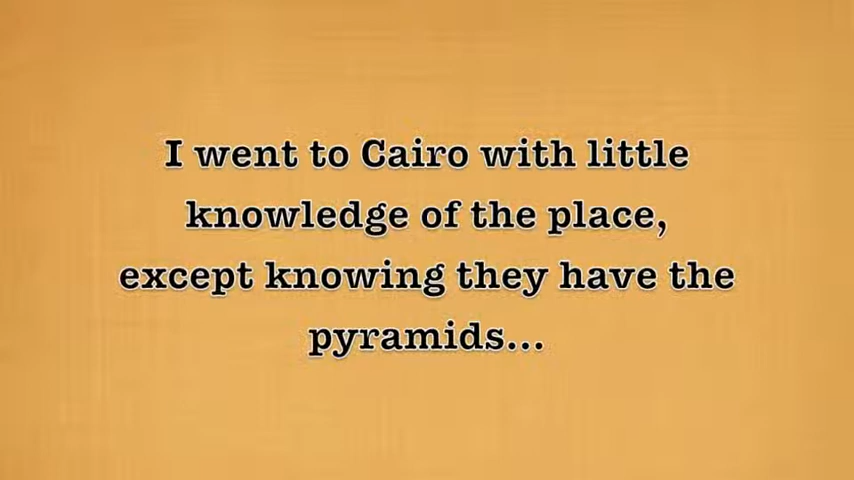 I went to Cairo with little
knowledge of the place,
except knowing they have the
pyramids...